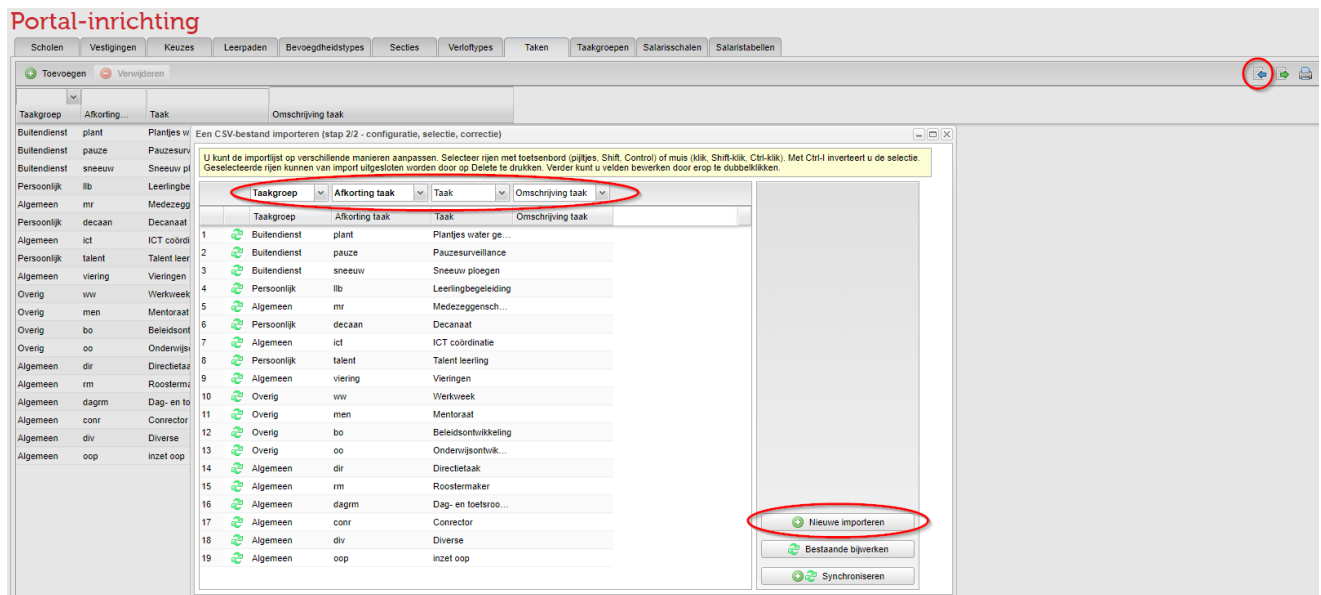 Portal-inrichting
Scholen Vestigingen Keuzes Leerpaden Bevoegdheidstypes Secties Verloftypes Taken Taakgroepen Salarisschalen Salaristabellen
Toevoegen Verwijderen
Taakgroep Afkorting... Taak Omschrijving taak
Buitendienst plant Plantjes w
Buitendienst pauze Pauzesurv
Buitendienst sneeuw Sneeuw pl
Persoonlijk llb Leerlingbe
Algemeen mr Medezegg
Persoonlijk decaan Decanaat
Algemeen ict ICT coördi
Persoonlijk talent Talent leer
Algemeen viering Vieringen
Overig ww Werkweek
Overig men Mentoraat
Overig bo Beleidsont
Overig oo Onderwijs
Algemeen dir Directietaa
Algemeen rm Roosterma
Algemeen dagrm Dag- en to
Algemeen conr Conrector
Algemeen div Diverse
Algemeen oop inzet oop
Een CSV-bestand importeren (stap 2/2 - configuratie, selectie, correctie)
U kunt de importlijst op verschillende manieren aanpassen. Selecteer rijen met toetsenbord (pijltjes, Shift, Control) of muis (klik, Shift-klik, Ctrl-klik). Met Ctrl-I inverteert u de selectie.
Geselecteerde rijen kunnen van import uitgesloten worden door op Delete te drukken. Verder kunt u velden bewerken door erop te dubbelklikken.
Taakgroep Afkorting taak Taak Omschrijving taak
Taakgroep Afkorting taak Taak Omschrijving taak
1 Buitendienst plant Plantjes water ge...
2 Buitendienst pauze Pauzesurveillance
3 Buitendienst sneeuw Sneeuw ploegen
4 Persoonlijk llb Leerlingbegeleiding
5 Algemeen mr Medezeggensch...
6 Persoonlijk decaan Decanaat
7 Algemeen ict ICT coördinatie
8 Persoonlijk talent Talent leerling
9 Algemeen viering Vieringen
10 Overig ww Werkweek
11 Overig men Mentoraat
12 Overig bo Beleidsontwikkeling
13 Overig oo Onderwijsontwik...
14 Algemeen dir Directietaak
15 Algemeen rm Roostermaker
16 Algemeen dagrm Dag- en toetsroo...
17 Algemeen conr Conrector
18 Algemeen div Diverse
19 Algemeen oop inzet oop
Nieuwe importeren
Bestaande bijwerken
Synchroniseren